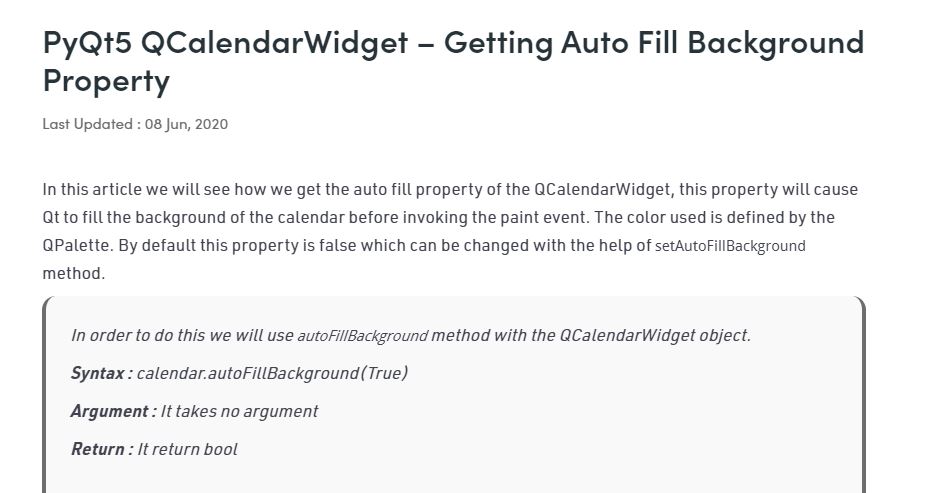 PyQt5 QCalendarWidget – Getting Auto Fill Background
Property
Last Updated : 08 Jun, 2020
In this article we will see how we get the auto fill property of the QCalendarWidget, this property will cause
Qt to fill the background of the calendar before invoking the paint event. The color used is defined by the
QPalette. By default this property is false which can be changed with the help of setAutoFillBackground
method.
In order to do this we will use autoFillBackground method with the QCalendarWidget object.
Syntax : calendar.autoFillBackground(True)
Argument : It takes no argument
Return : It return bool